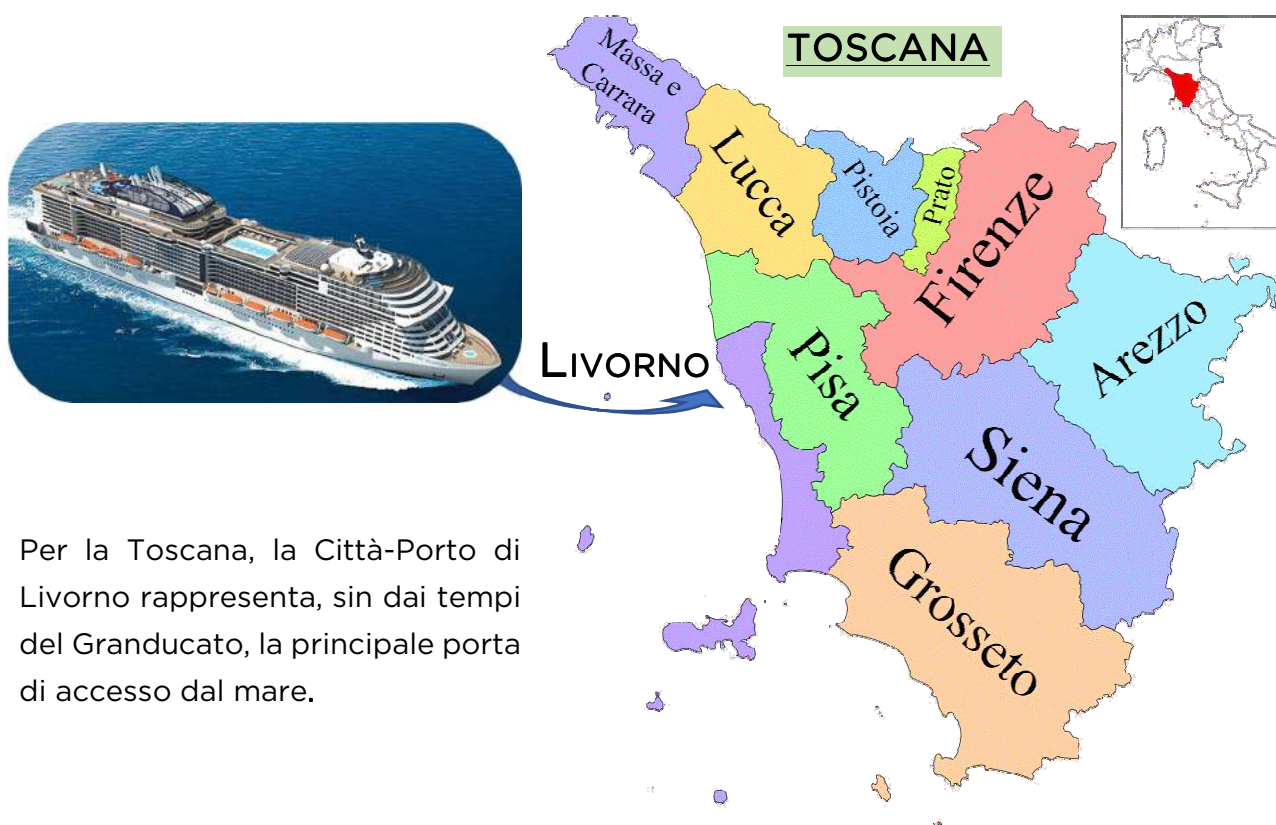 TOSCANA
Massa e
Carrara
Lucca
Pistoia
Prato
Firenze
LIVORNO
Pisa
Arezzo
Siena
Grosseto
Per la Toscana, la Città-Porto di
Livorno rappresenta, sin dai tempi
del Granducato, la principale porta
di accesso dal mare.